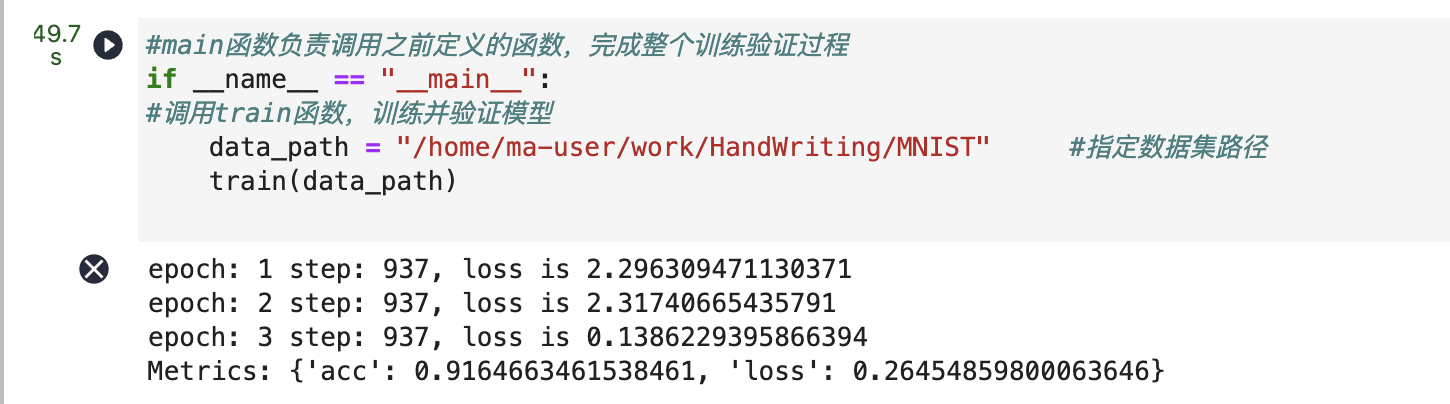 49.7
s
#main函数负责调用之前定义的函数，完成整个训练验证过程
if __name__ == "__main__":
#调用train函数，训练并验证模型
    data_path = "/home/ma-user/work/HandWriting/MNIST"     #指定数据集路径
    train(data_path)
epoch: 1 step: 937, loss is 2.296309471130371
epoch: 2 step: 937, loss is 2.31740665435791
epoch: 3 step: 937, loss is 0.1386229395866394
Metrics: {'acc': 0.9164663461538461, 'loss': 0.26454859800063646}